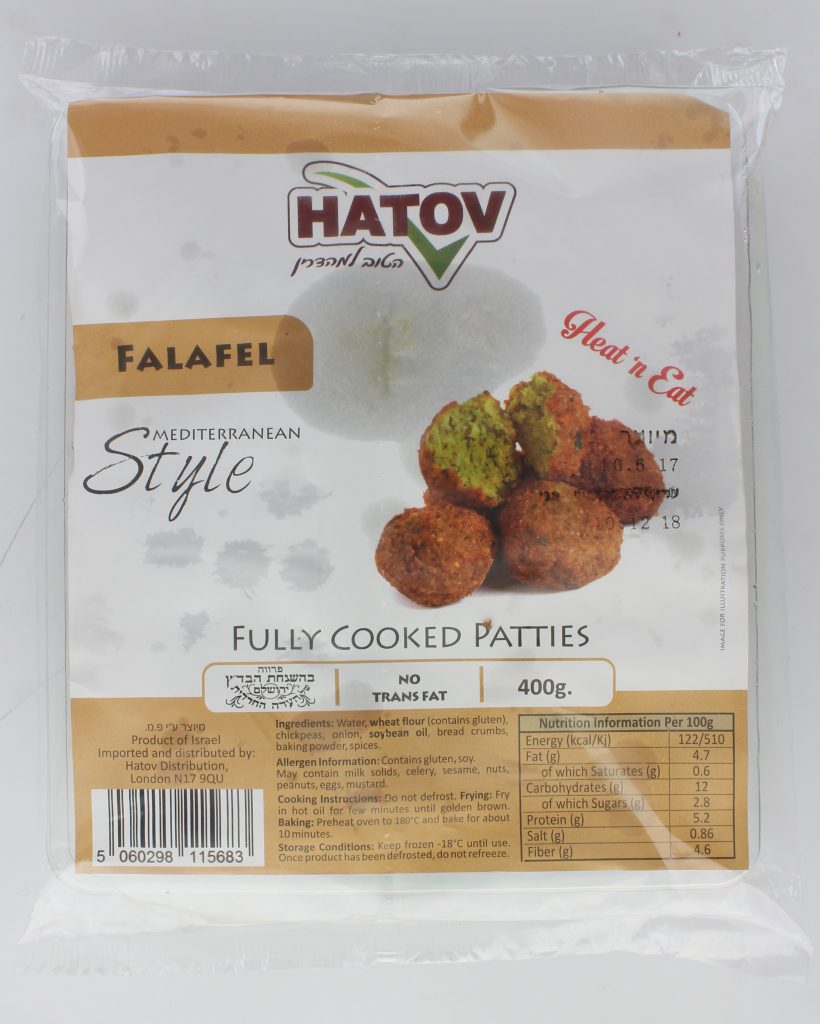 HATOV
הטוב למהדרין
FALAFEL
Heat 'n Eat
MEDITERRANEAN
Style
מיוצר
10.6 17
10.12 18
IMAGE FOR ILLUSTRATION PURPOSES ONLY
FULLY COOKED PATTIES
פרווה
בהשגחת הבד"ץ
ירושלם
NO
TRANS FAT
400g.
מיוצר ע"י פ.מ.
Product of Israel
Imported and distributed by:
Hatov Distribution,
London N17 9QU
5 060298 115683
Ingredients: Water, wheat flour (contains gluten),
chickpeas, onion, soybean oil, bread crumbs,
baking powder, spices.
Allergen Information: Contains gluten, soy.
May contain milk solids, celery, sesame, nuts,
peanuts, eggs, mustard.
Cooking Instructions: Do not defrost. Frying: Fry
in hot oil for few minutes until golden brown.
Baking: Preheat oven to 180°C and bake for about
10 minutes.
Storage Conditions: Keep frozen -18°C until use.
Once product has been defrosted, do not refreeze.
Nutrition Information Per 100g
Energy (kcal/Kj) 122/510
Fat (g) 4.7
of which Saturates (g) 0.6
Carbohydrates (g) 12
of which Sugars (g) 2.8
Protein (g) 5.2
Salt (g) 0.86
Fiber (g) 4.6